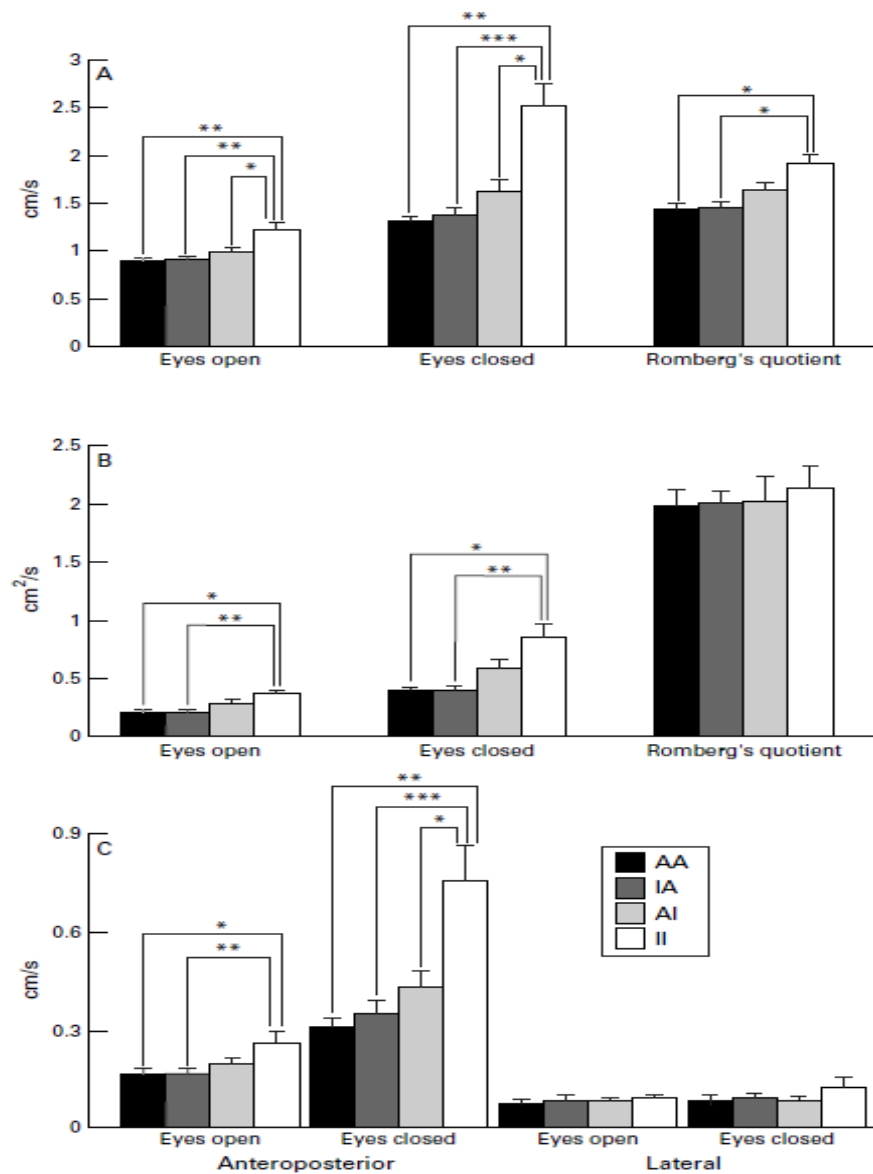 **
***
*
3
A
2.5
**
*
2
**
*
*
cm/s
1.5
1
0.5
0
Eyes open Eyes closed Romberg's quotient
2.5
B
2
1.5
*
cm²/s
**
1
*
**
0.5
0
Eyes open Eyes closed Romberg's quotient
**
***
0.9
*
C
AA
IA
AI
II
*
0.6
**
cm/s
0.3
0
Eyes open Eyes closed Eyes open Eyes closed
Anteroposterior Lateral